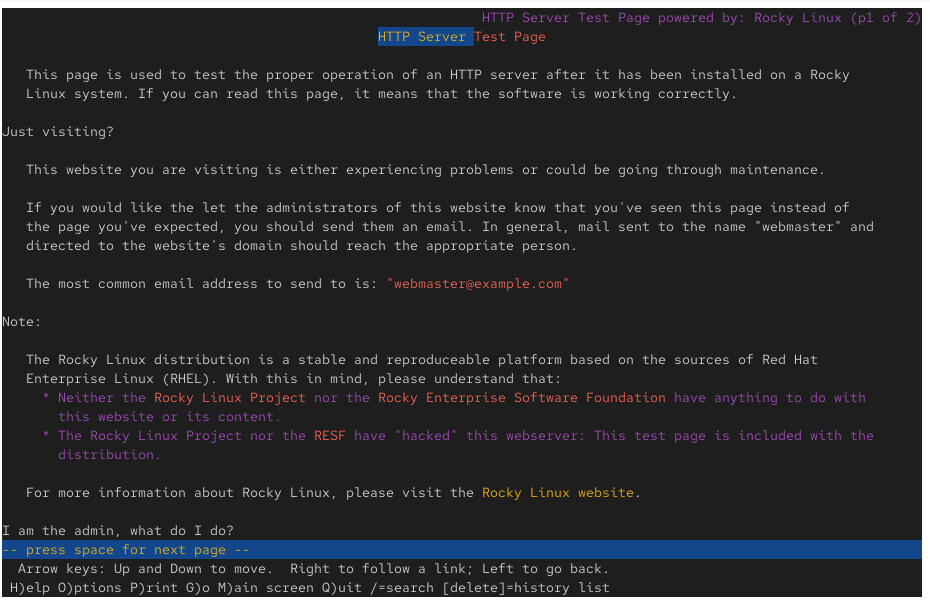 HTTP Server Test Page powered by: Rocky Linux (p1 of 2)
HTTP Server Test Page
This page is used to test the proper operation of an HTTP server after it has been installed on a Rocky
Linux system. If you can read this page, it means that the software is working correctly.
Just visiting?
This website you are visiting is either experiencing problems or could be going through maintenance.
If you would like the let the administrators of this website know that you've seen this page instead of
the page you've expected, you should send them an email. In general, mail sent to the name "webmaster" and
directed to the website's domain should reach the appropriate person.
The most common email address to send to is: "webmaster@example.com"
Note:
The Rocky Linux distribution is a stable and reproduceable platform based on the sources of Red Hat
Enterprise Linux (RHEL). With this in mind, please understand that:
* Neither the Rocky Linux Project nor the Rocky Enterprise Software Foundation have anything to do with
this website or its content.
* The Rocky Linux Project nor the RESF have "hacked" this webserver: This test page is included with the
distribution.
For more information about Rocky Linux, please visit the Rocky Linux website.
I am the admin, what do I do?
-- press space for next page --
Arrow keys: Up and Down to move.  Right to follow a link; Left to go back.
H)elp O)ptions P)rint G)o M)ain screen Q)uit /=search [delete]=history list